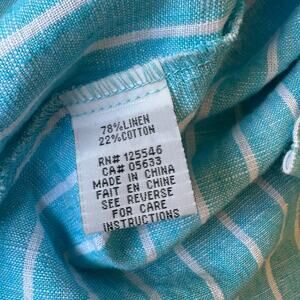 78%LINEN
22%COTTON
RN# 125546
CA# 05633
MADE IN CHINA
FAIT EN CHINE
SEE REVERSE
FOR CARE
INSTRUCTIONS